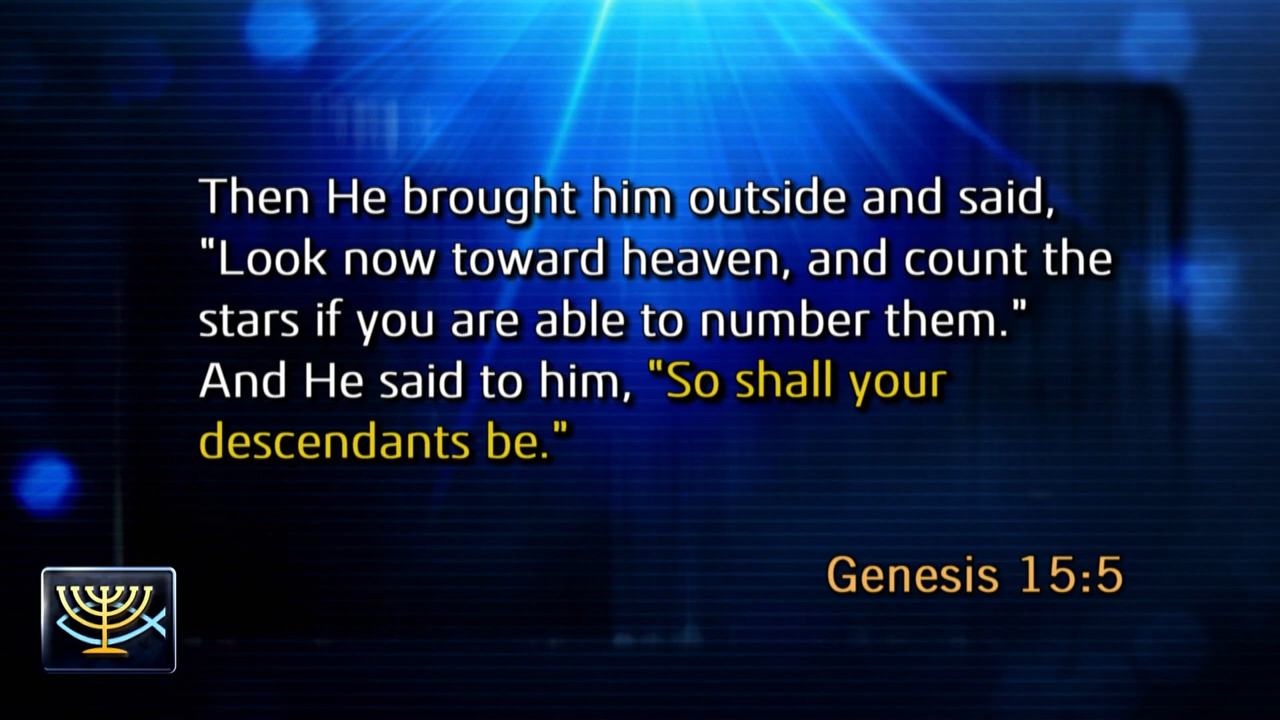 Then He brought him outside and said,
"Look now toward heaven, and count the
stars if you are able to number them."
And He said to him, "So shall your
descendants be."
Genesis 15:5